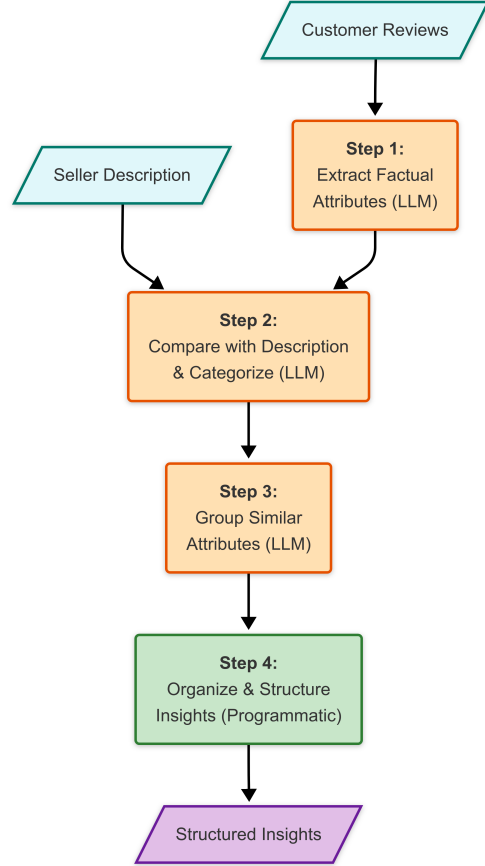 Customer Reviews
Step 1:
Extract Factual
Attributes (LLM)
Seller Description
Step 2:
Compare with Description
& Categorize (LLM)
Step 3:
Group Similar
Attributes (LLM)
Step 4:
Organize & Structure
Insights (Programmatic)
Structured Insights